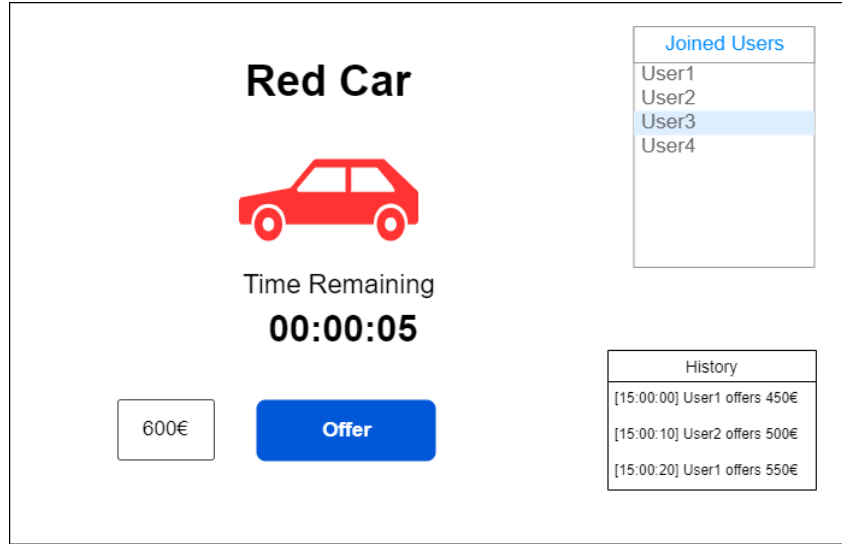 Red Car
Time Remaining
00:00:05
600€
Offer
Joined Users
User1
User2
User3
User4
History
[15:00:00] User1 offers 450€
[15:00:10] User2 offers 500€
[15:00:20] User1 offers 550€